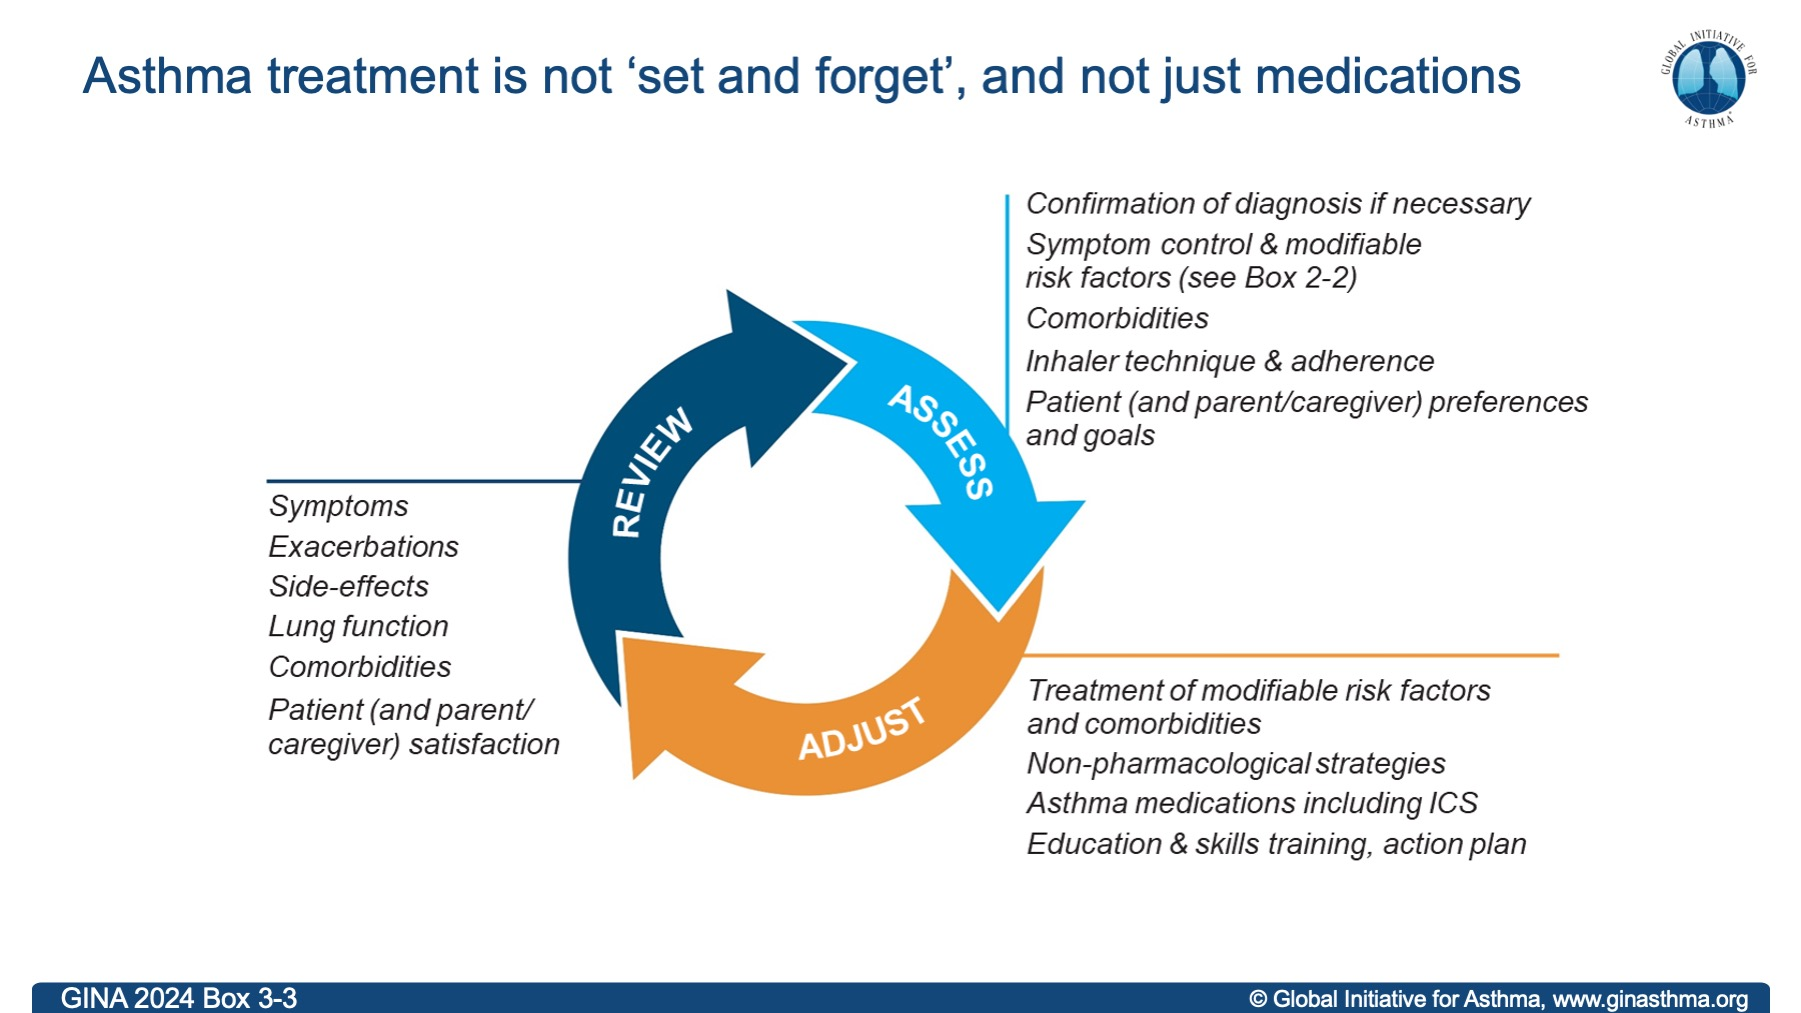 Asthma treatment is not ‘set and forget’, and not just medications
GLOBAL INITIATIVE FOR
ASTHMA
Confirmation of diagnosis if necessary
Symptom control & modifiable
risk factors (see Box 2-2)
Comorbidities
Inhaler technique & adherence
Patient (and parent/caregiver) preferences
and goals
REVIEW
ASSESS
ADJUST
Symptoms
Exacerbations
Side-effects
Lung function
Comorbidities
Patient (and parent/
caregiver) satisfaction
Treatment of modifiable risk factors
and comorbidities
Non-pharmacological strategies
Asthma medications including ICS
Education & skills training, action plan
GINA 2024 Box 3-3
© Global Initiative for Asthma, www.ginasthma.org